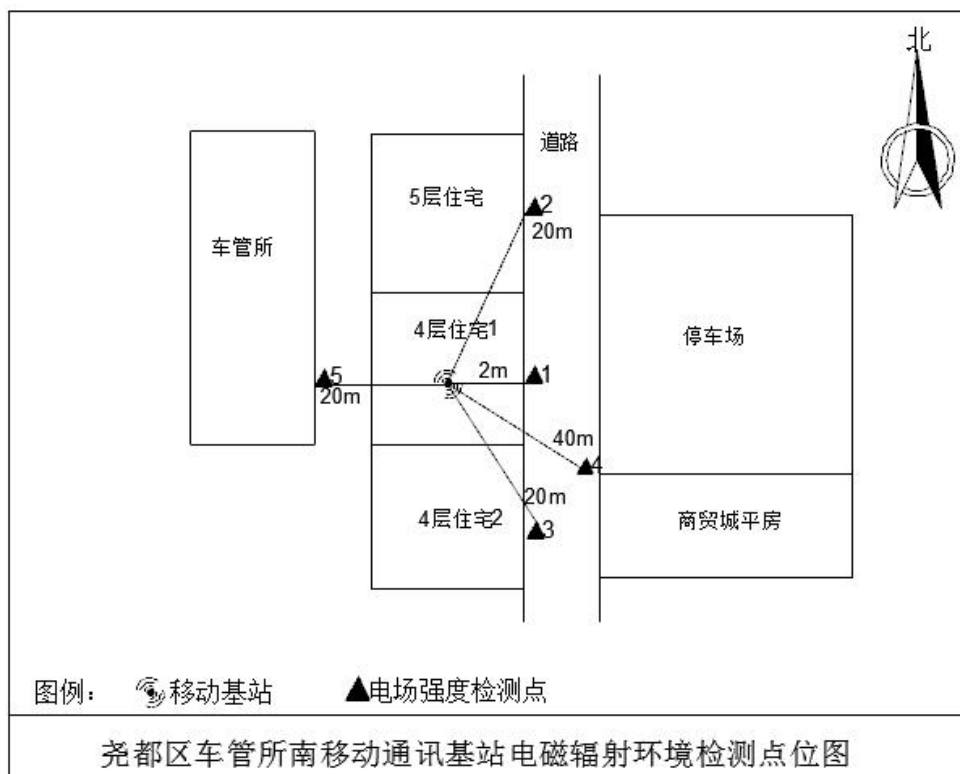 北
道路
5层住宅
2
20m
车管所
4层住宅1
停车场
5
20m
2m
1
40m
4
20m
4层住宅2
3
商贸城平房
图例: 移动基站 电场强度检测点
尧都区车管所南移动通讯基站电磁辐射环境检测点位图